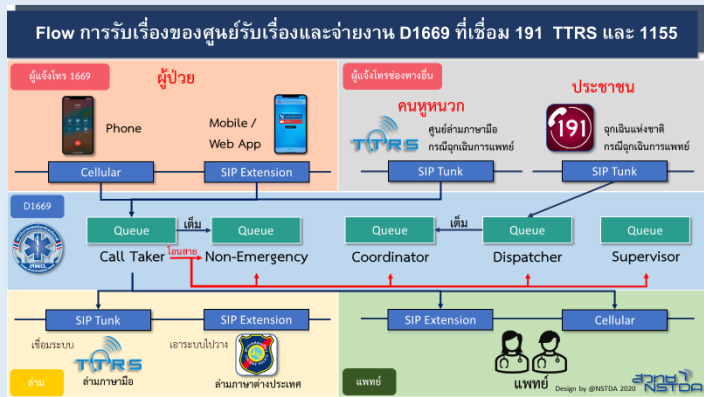 Flow การรับเรื่องของศูนย์รับเรื่องและจ่ายงาน D1669 ที่เชื่อม 191 TTRS และ 1155
ผู้แจ้งโทร 1669
ผู้ป่วย
Phone
Mobile /
Web App
Cellular
SIP Extension
ผู้แจ้งโทรช่องทางอื่น
คนหูหนวก
TTRS
ศูนย์ล่ามภาษามือ
กรณีฉุกเฉินการแพทย์
SIP Tunk
ประชาชน
191
ฉุกเฉินแห่งชาติ
กรณีฉุกเฉินการแพทย์
SIP Tunk
D1669
สพฉ.
Queue
เต็ม
Queue
Queue
เต็ม
Queue
Queue
Call Taker
โอนสาย
Non-Emergency
Coordinator
Dispatcher
Supervisor
SIP Tunk
SIP Extension
เชื่อมระบบ
TTRS
ล่ามภาษามือ
เอาระบบไปวาง
ล่ามภาษาต่างประเทศ
ล่าม
SIP Extension
Cellular
แพทย์
แพทย์
Design by @NSTDA 2020
สวทช
NSTDA